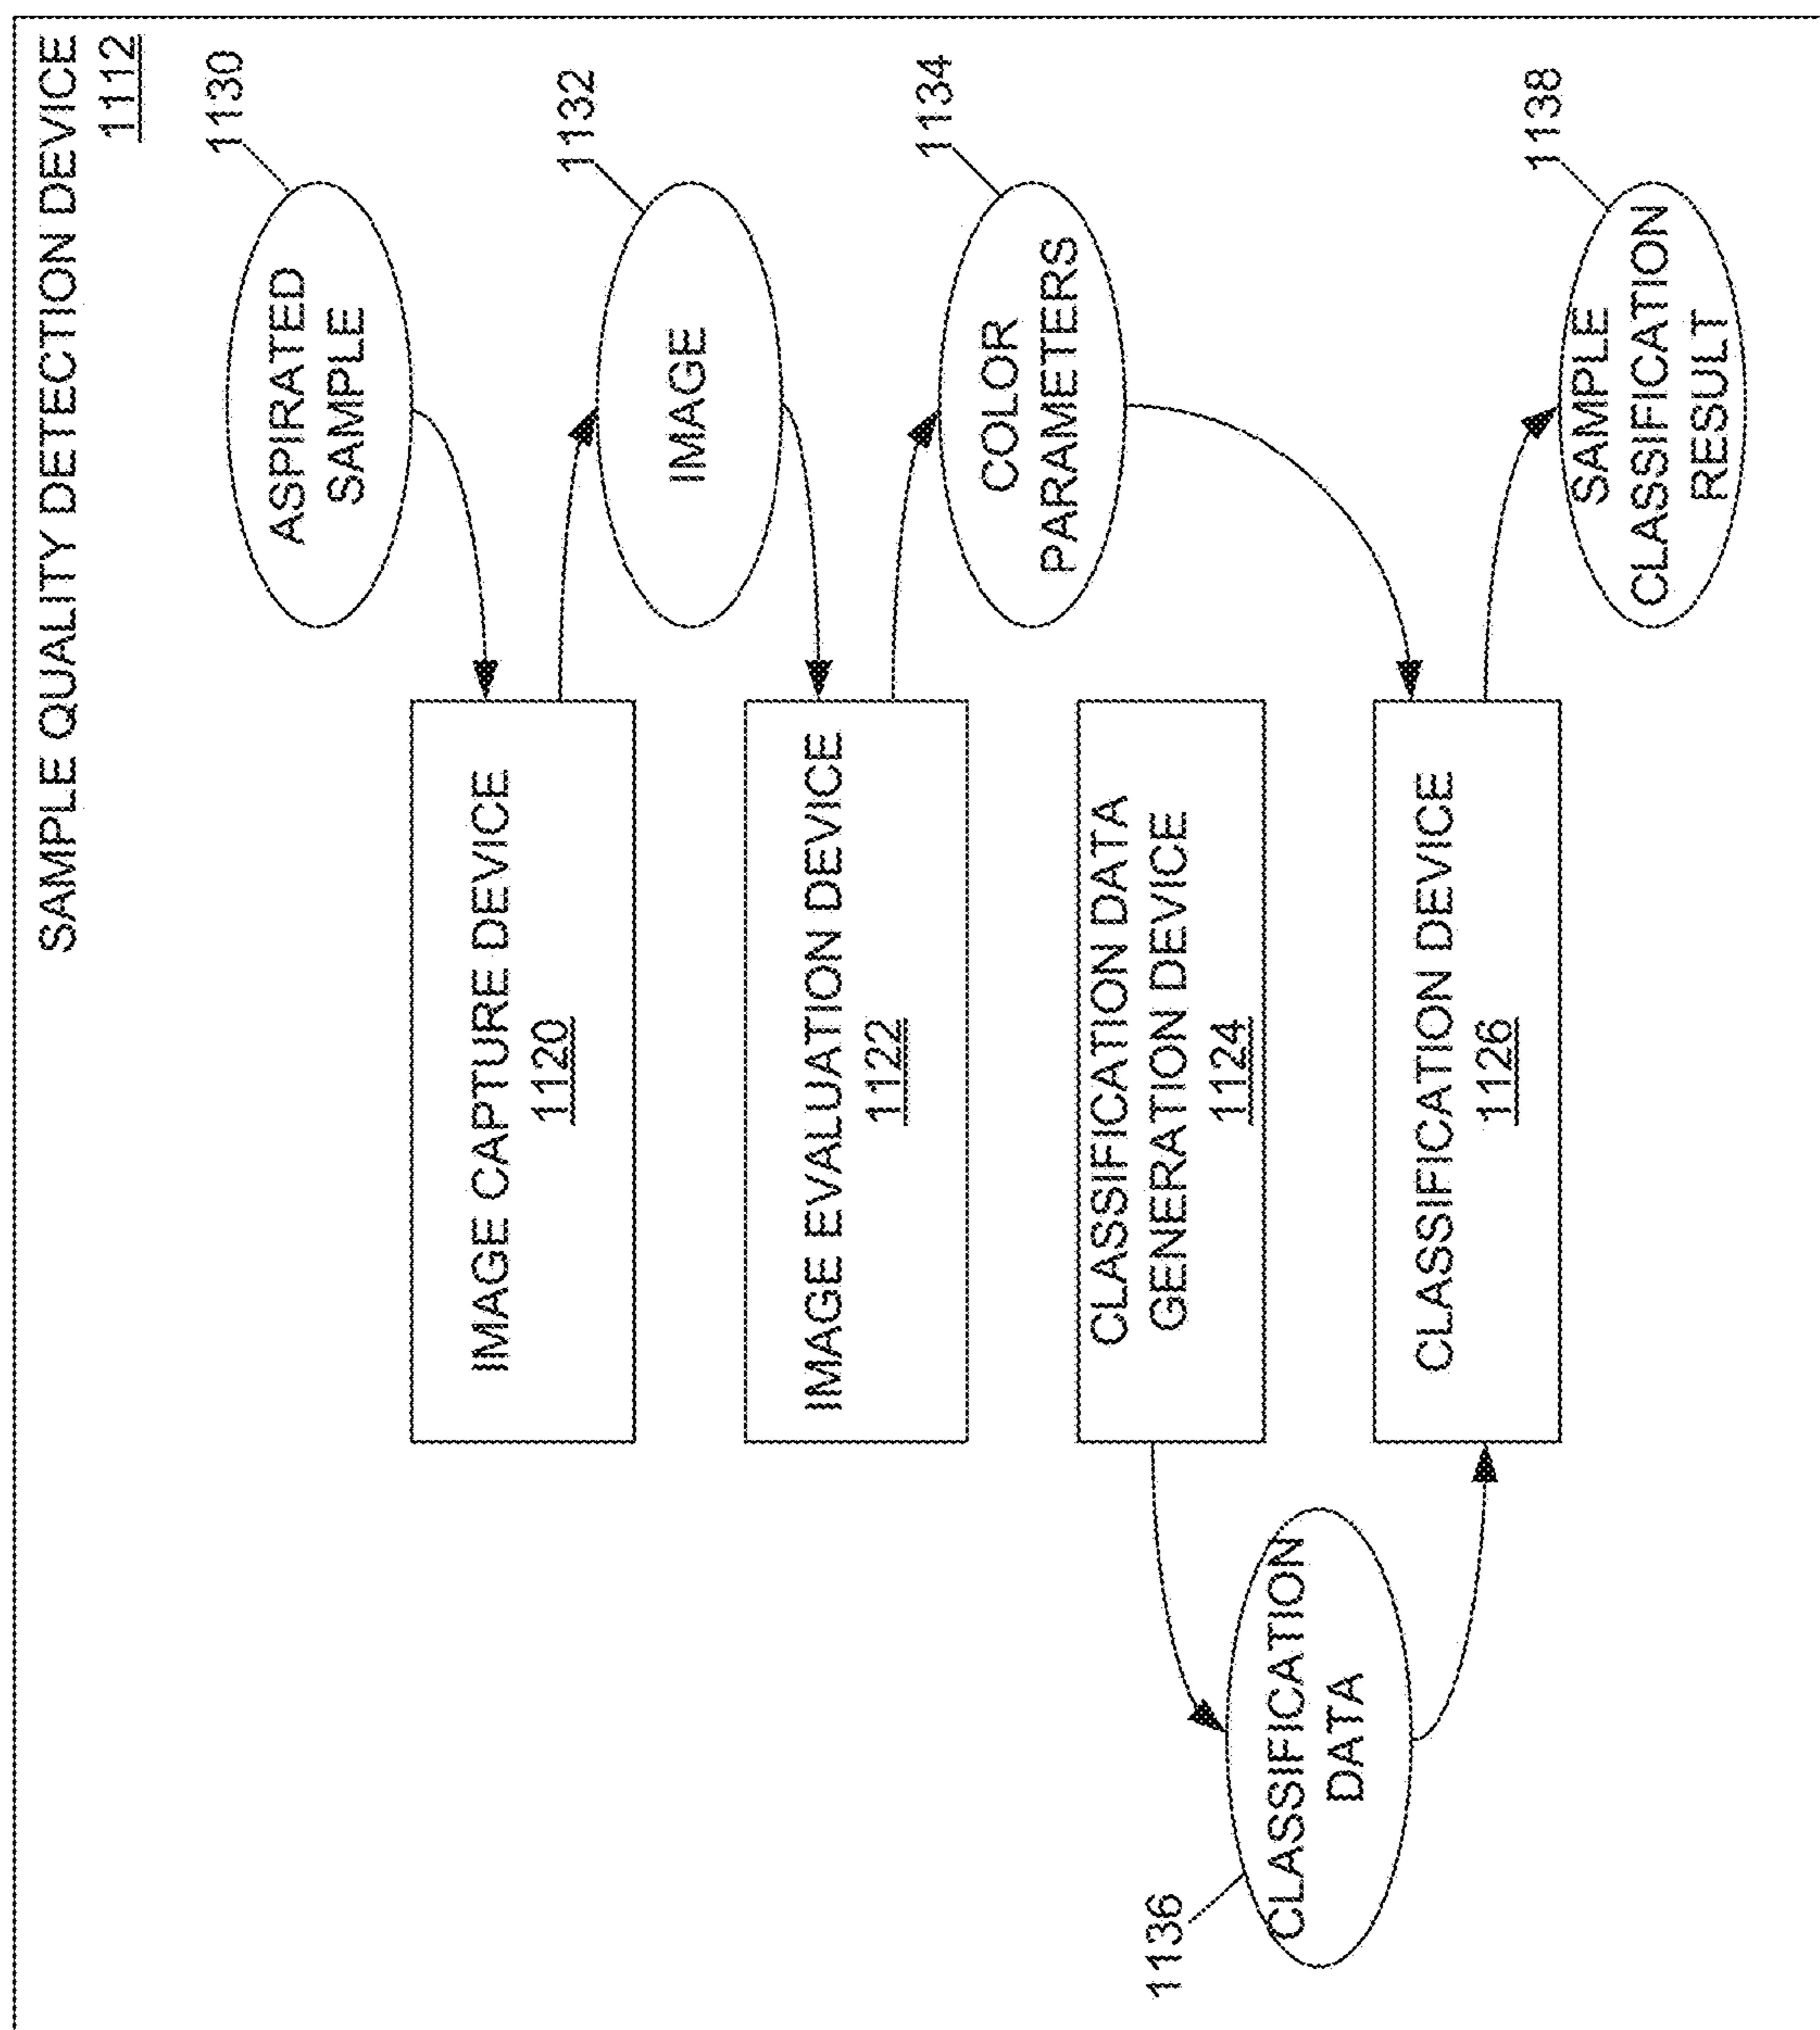 SAMPLE QUALITY DETECTION DEVICE
1112
1130
ASPIRATED
SAMPLE
IMAGE CAPTURE DEVICE
1120
1132
IMAGE
IMAGE EVALUATION DEVICE
1122
1134
COLOR
PARAMETERS
CLASSIFICATION DATA
GENERATION DEVICE
1124
1136
CLASSIFICATION
DATA
CLASSIFICATION DEVICE
1126
1138
SAMPLE
CLASSIFICATION
RESULT